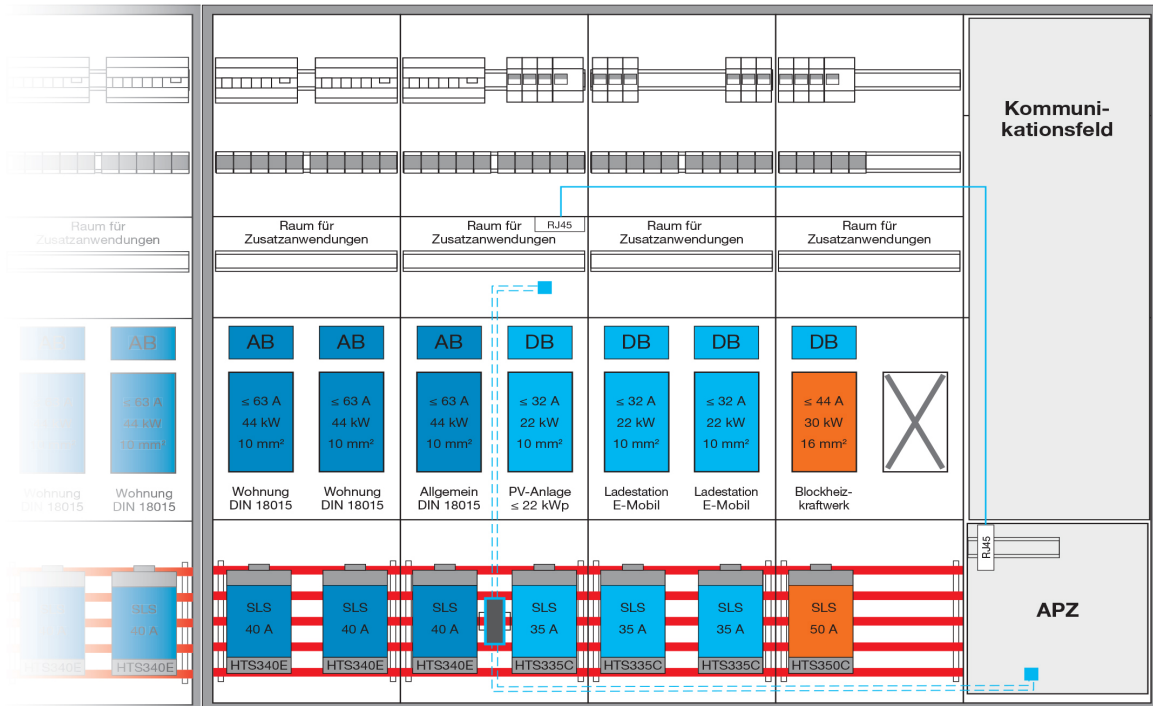 Kommuni-
kationsfeld
Raum für
Zusatzanwendungen
Raum für
Zusatzanwendungen
Raum für
Zusatzanwendungen
RJ45
Raum für
Zusatzanwendungen
Raum für
Zusatzanwendungen
AB
AB
AB
AB
DB
DB
DB
DB
≤ 63 A
44 kW
10 mm²
≤ 63 A
44 kW
10 mm²
≤ 63 A
44 kW
10 mm²
≤ 63 A
44 kW
10 mm²
≤ 32 A
22 kW
10 mm²
≤ 32 A
22 kW
10 mm²
≤ 32 A
22 kW
10 mm²
≤ 44 A
30 kW
16 mm²
Wohnung
DIN 18015
Wohnung
DIN 18015
Wohnung
DIN 18015
Wohnung
DIN 18015
Allgemein
DIN 18015
PV-Anlage
≤ 22 kWp
Ladestation
E-Mobil
Ladestation
E-Mobil
Blockheiz-
kraftwerk
RJ45
APZ
SLS
40 A
HTS340E
SLS
40 A
HTS340E
SLS
40 A
HTS340E
SLS
40 A
HTS340E
SLS
40 A
HTS340E
SLS
35 A
HTS335C
SLS
35 A
HTS335C
SLS
35 A
HTS335C
SLS
50 A
HTS350C